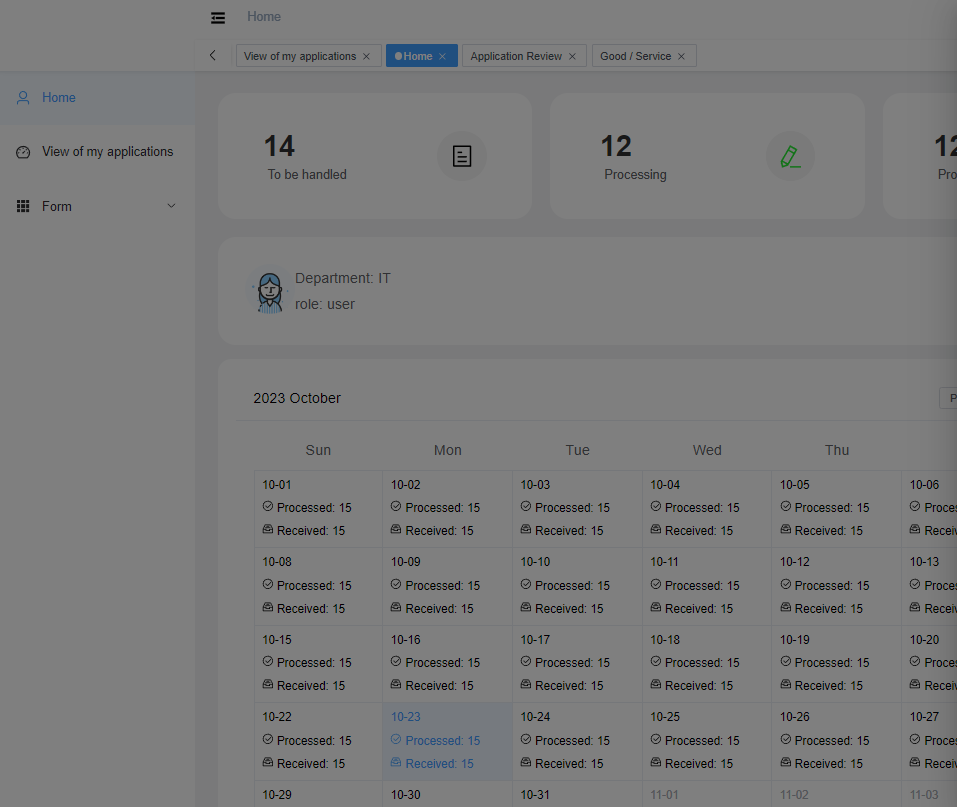 Home
View of my applications
Home
Application Review
Good / Service
Home
View of my applications
Form
14
To be handled
12
Processing
12
Pro
Department: IT
role: user
2023 October
P
Sun Mon Tue Wed Thu
10-01 10-02 10-03 10-04 10-05 10-06
Processed: 15 Processed: 15 Processed: 15 Processed: 15 Processed: 15 Proces
Received: 15 Received: 15 Received: 15 Received: 15 Received: 15 Receiv
10-08 10-09 10-10 10-11 10-12 10-13
Processed: 15 Processed: 15 Processed: 15 Processed: 15 Processed: 15 Proces
Received: 15 Received: 15 Received: 15 Received: 15 Received: 15 Receiv
10-15 10-16 10-17 10-18 10-19 10-20
Processed: 15 Processed: 15 Processed: 15 Processed: 15 Processed: 15 Proces
Received: 15 Received: 15 Received: 15 Received: 15 Received: 15 Receiv
10-22 10-23 10-24 10-25 10-26 10-27
Processed: 15 Processed: 15 Processed: 15 Processed: 15 Processed: 15 Proces
Received: 15 Received: 15 Received: 15 Received: 15 Received: 15 Receiv
10-29 10-30 10-31 11-01 11-02 11-03